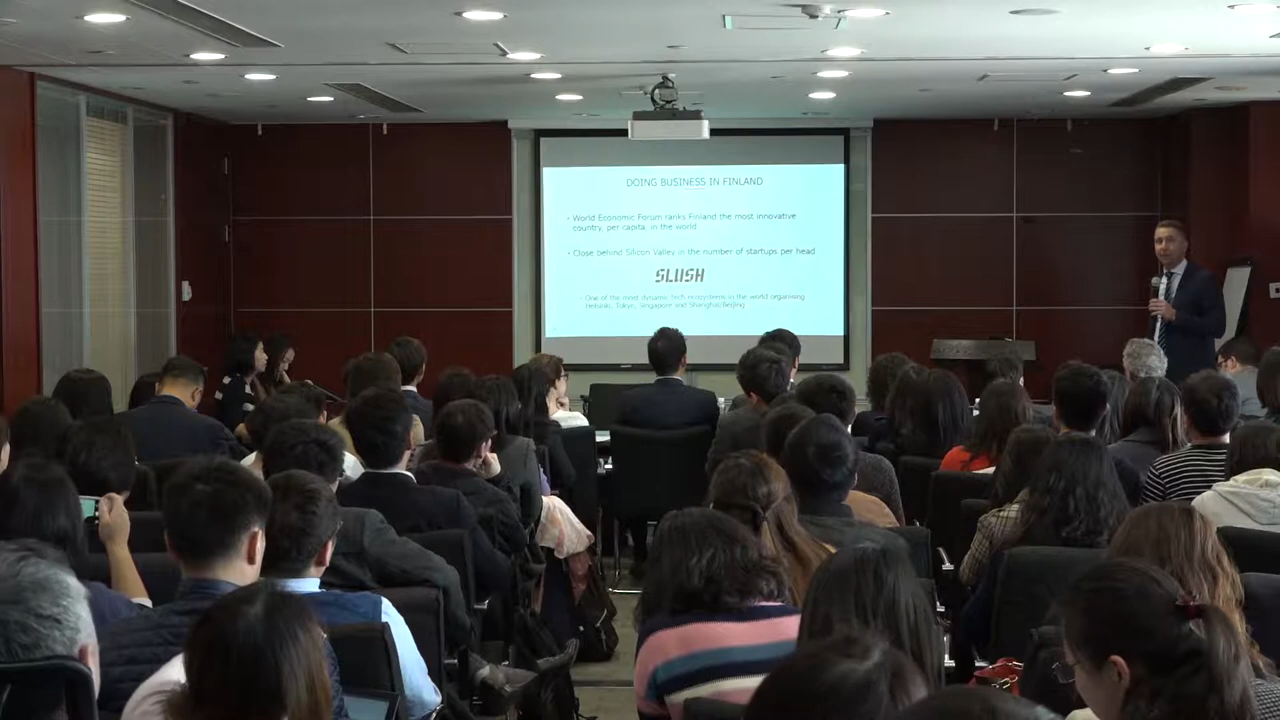 DOING BUSINESS IN FINLAND
• World Economic Forum ranks Finland the most innovative
country, per capita, in the world
• Close behind Silicon Valley in the number of startups per head
SLUSH
• One of the most dynamic tech ecosystems in the world organising
Helsinki, Tokyo, Singapore and Shanghai/Beijing